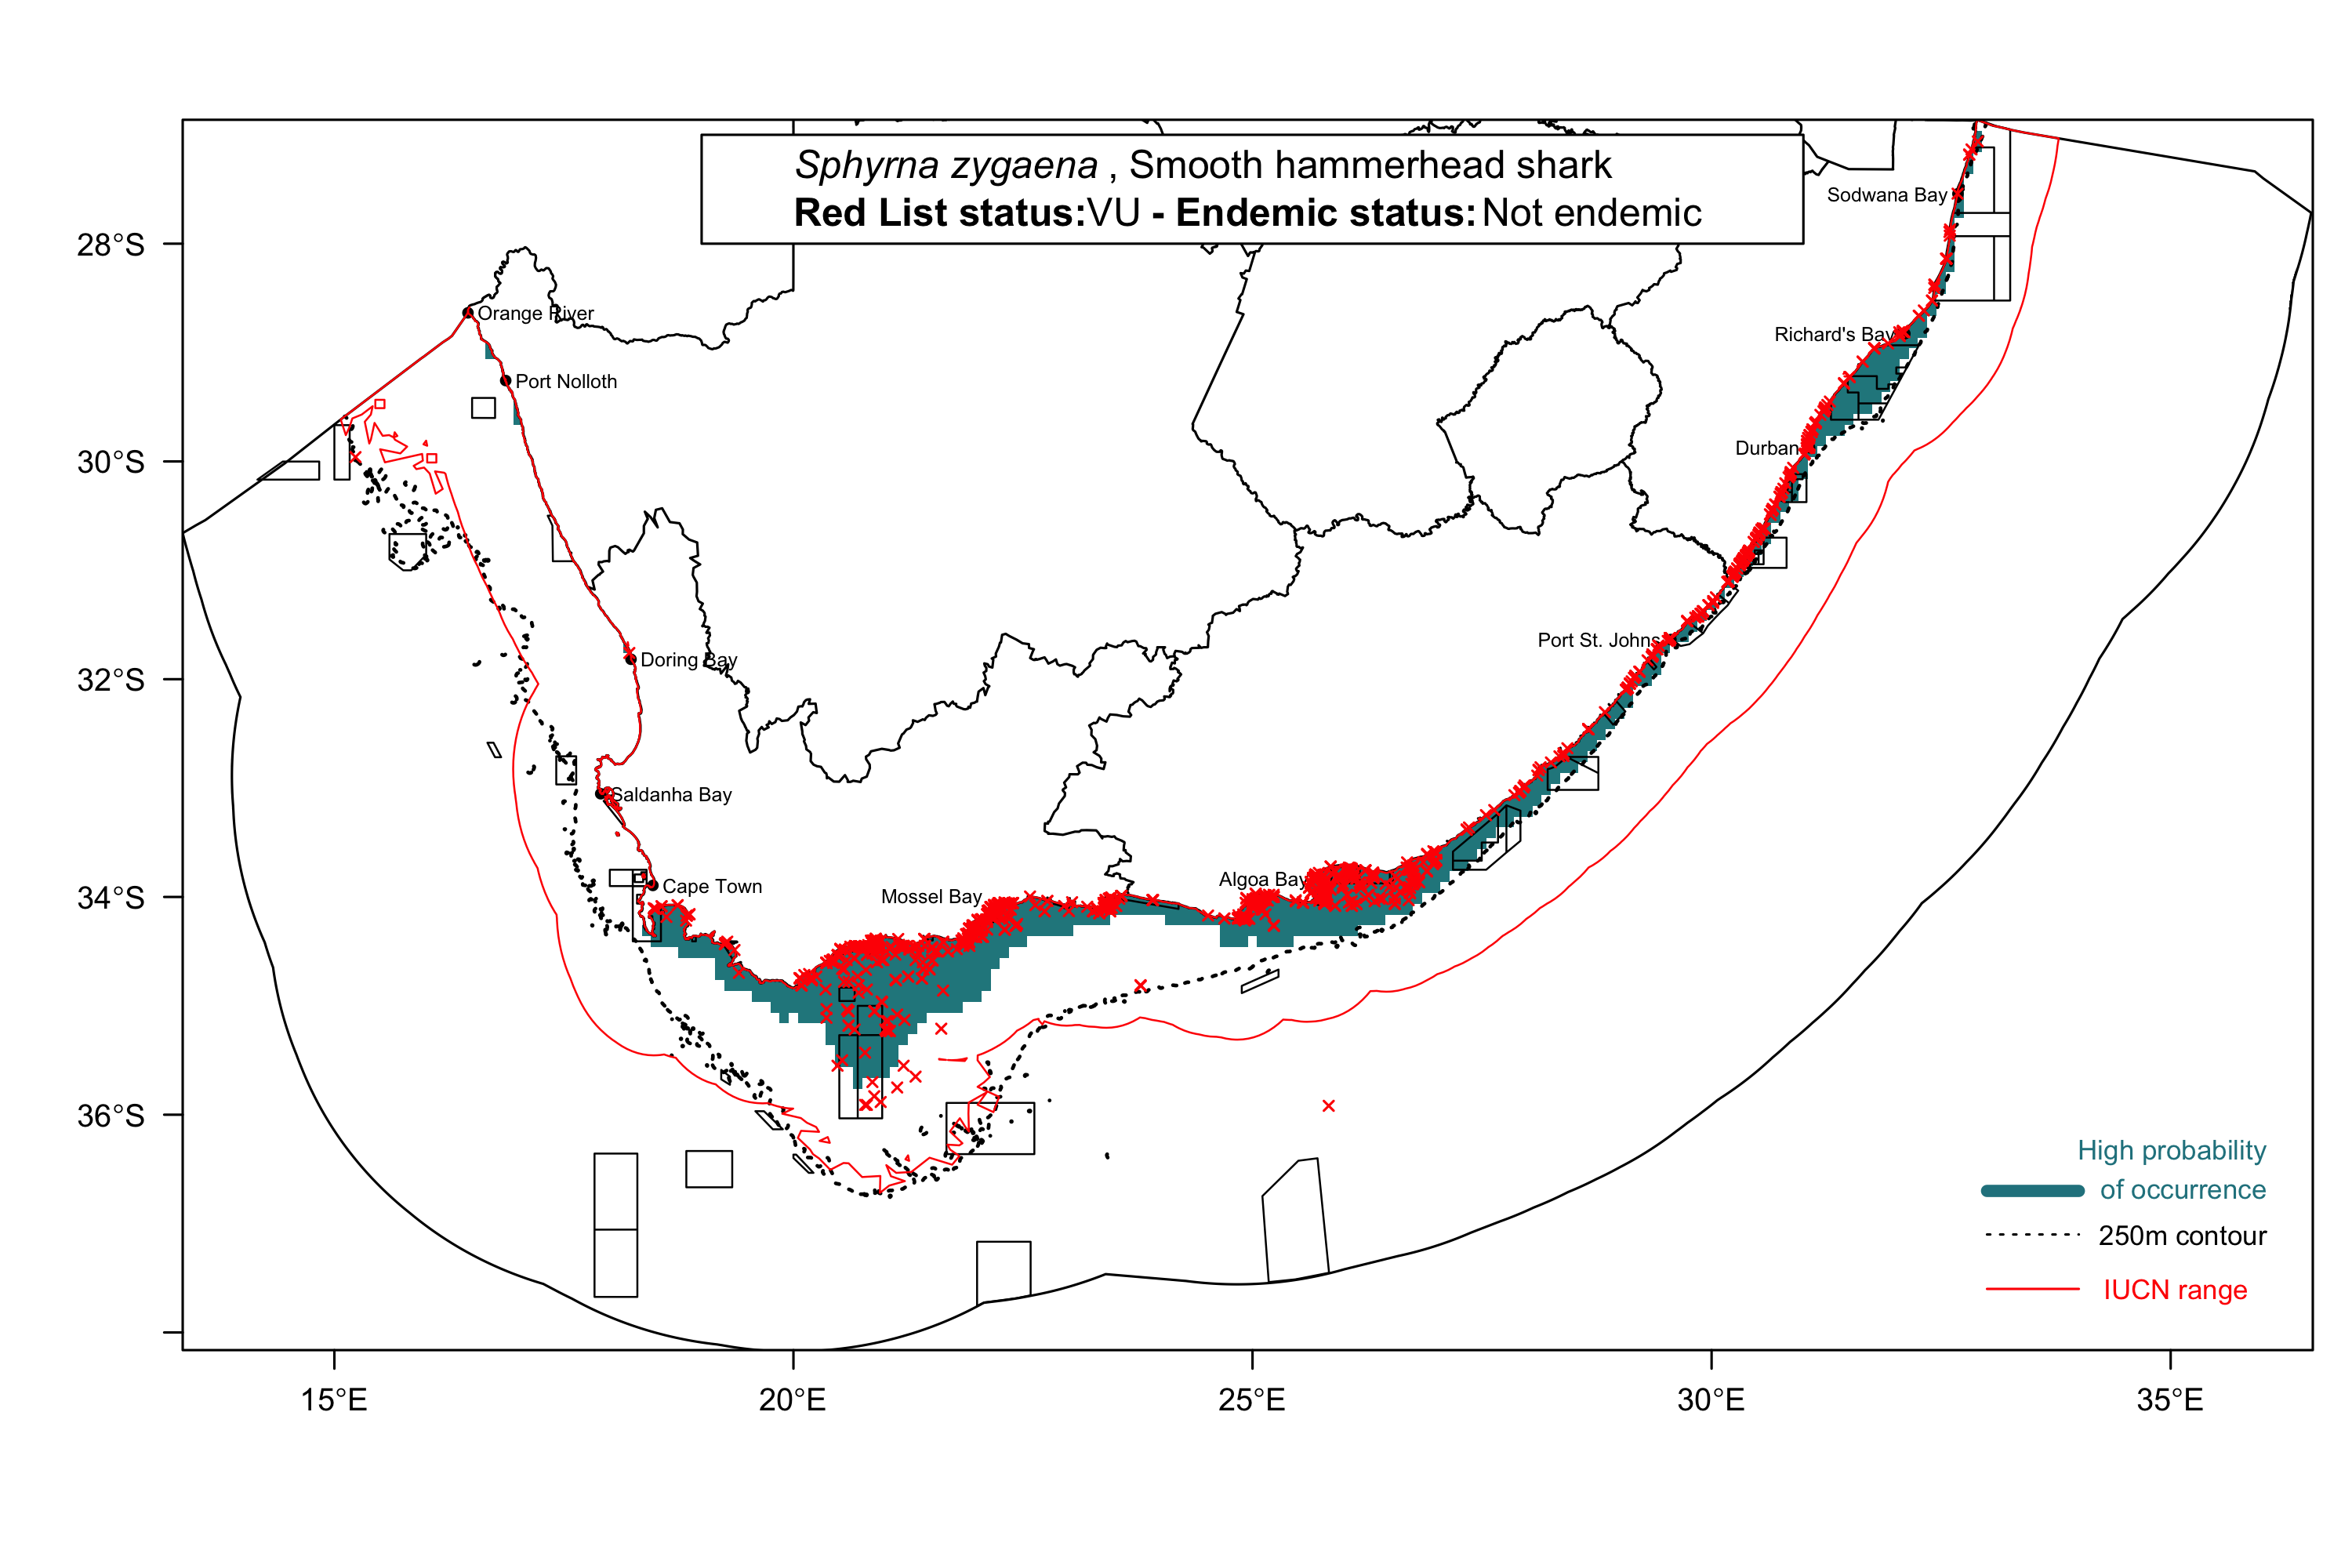 Sphyrna zygaena , Smooth hammerhead shark
Red List status:VU - Endemic status: Not endemic
Sodwana Bay
28°S
Orange River
Richard's Bay
Port Nolloth
Durban
30°S
Port St. Johns
Doring Bay
32°S
Saldanha Bay
Algoa Bay
Cape Town
Mossel Bay
34°S
36°S
High probability
of occurrence
250m contour
IUCN range
15°E
20°E
25°E
30°E
35°E